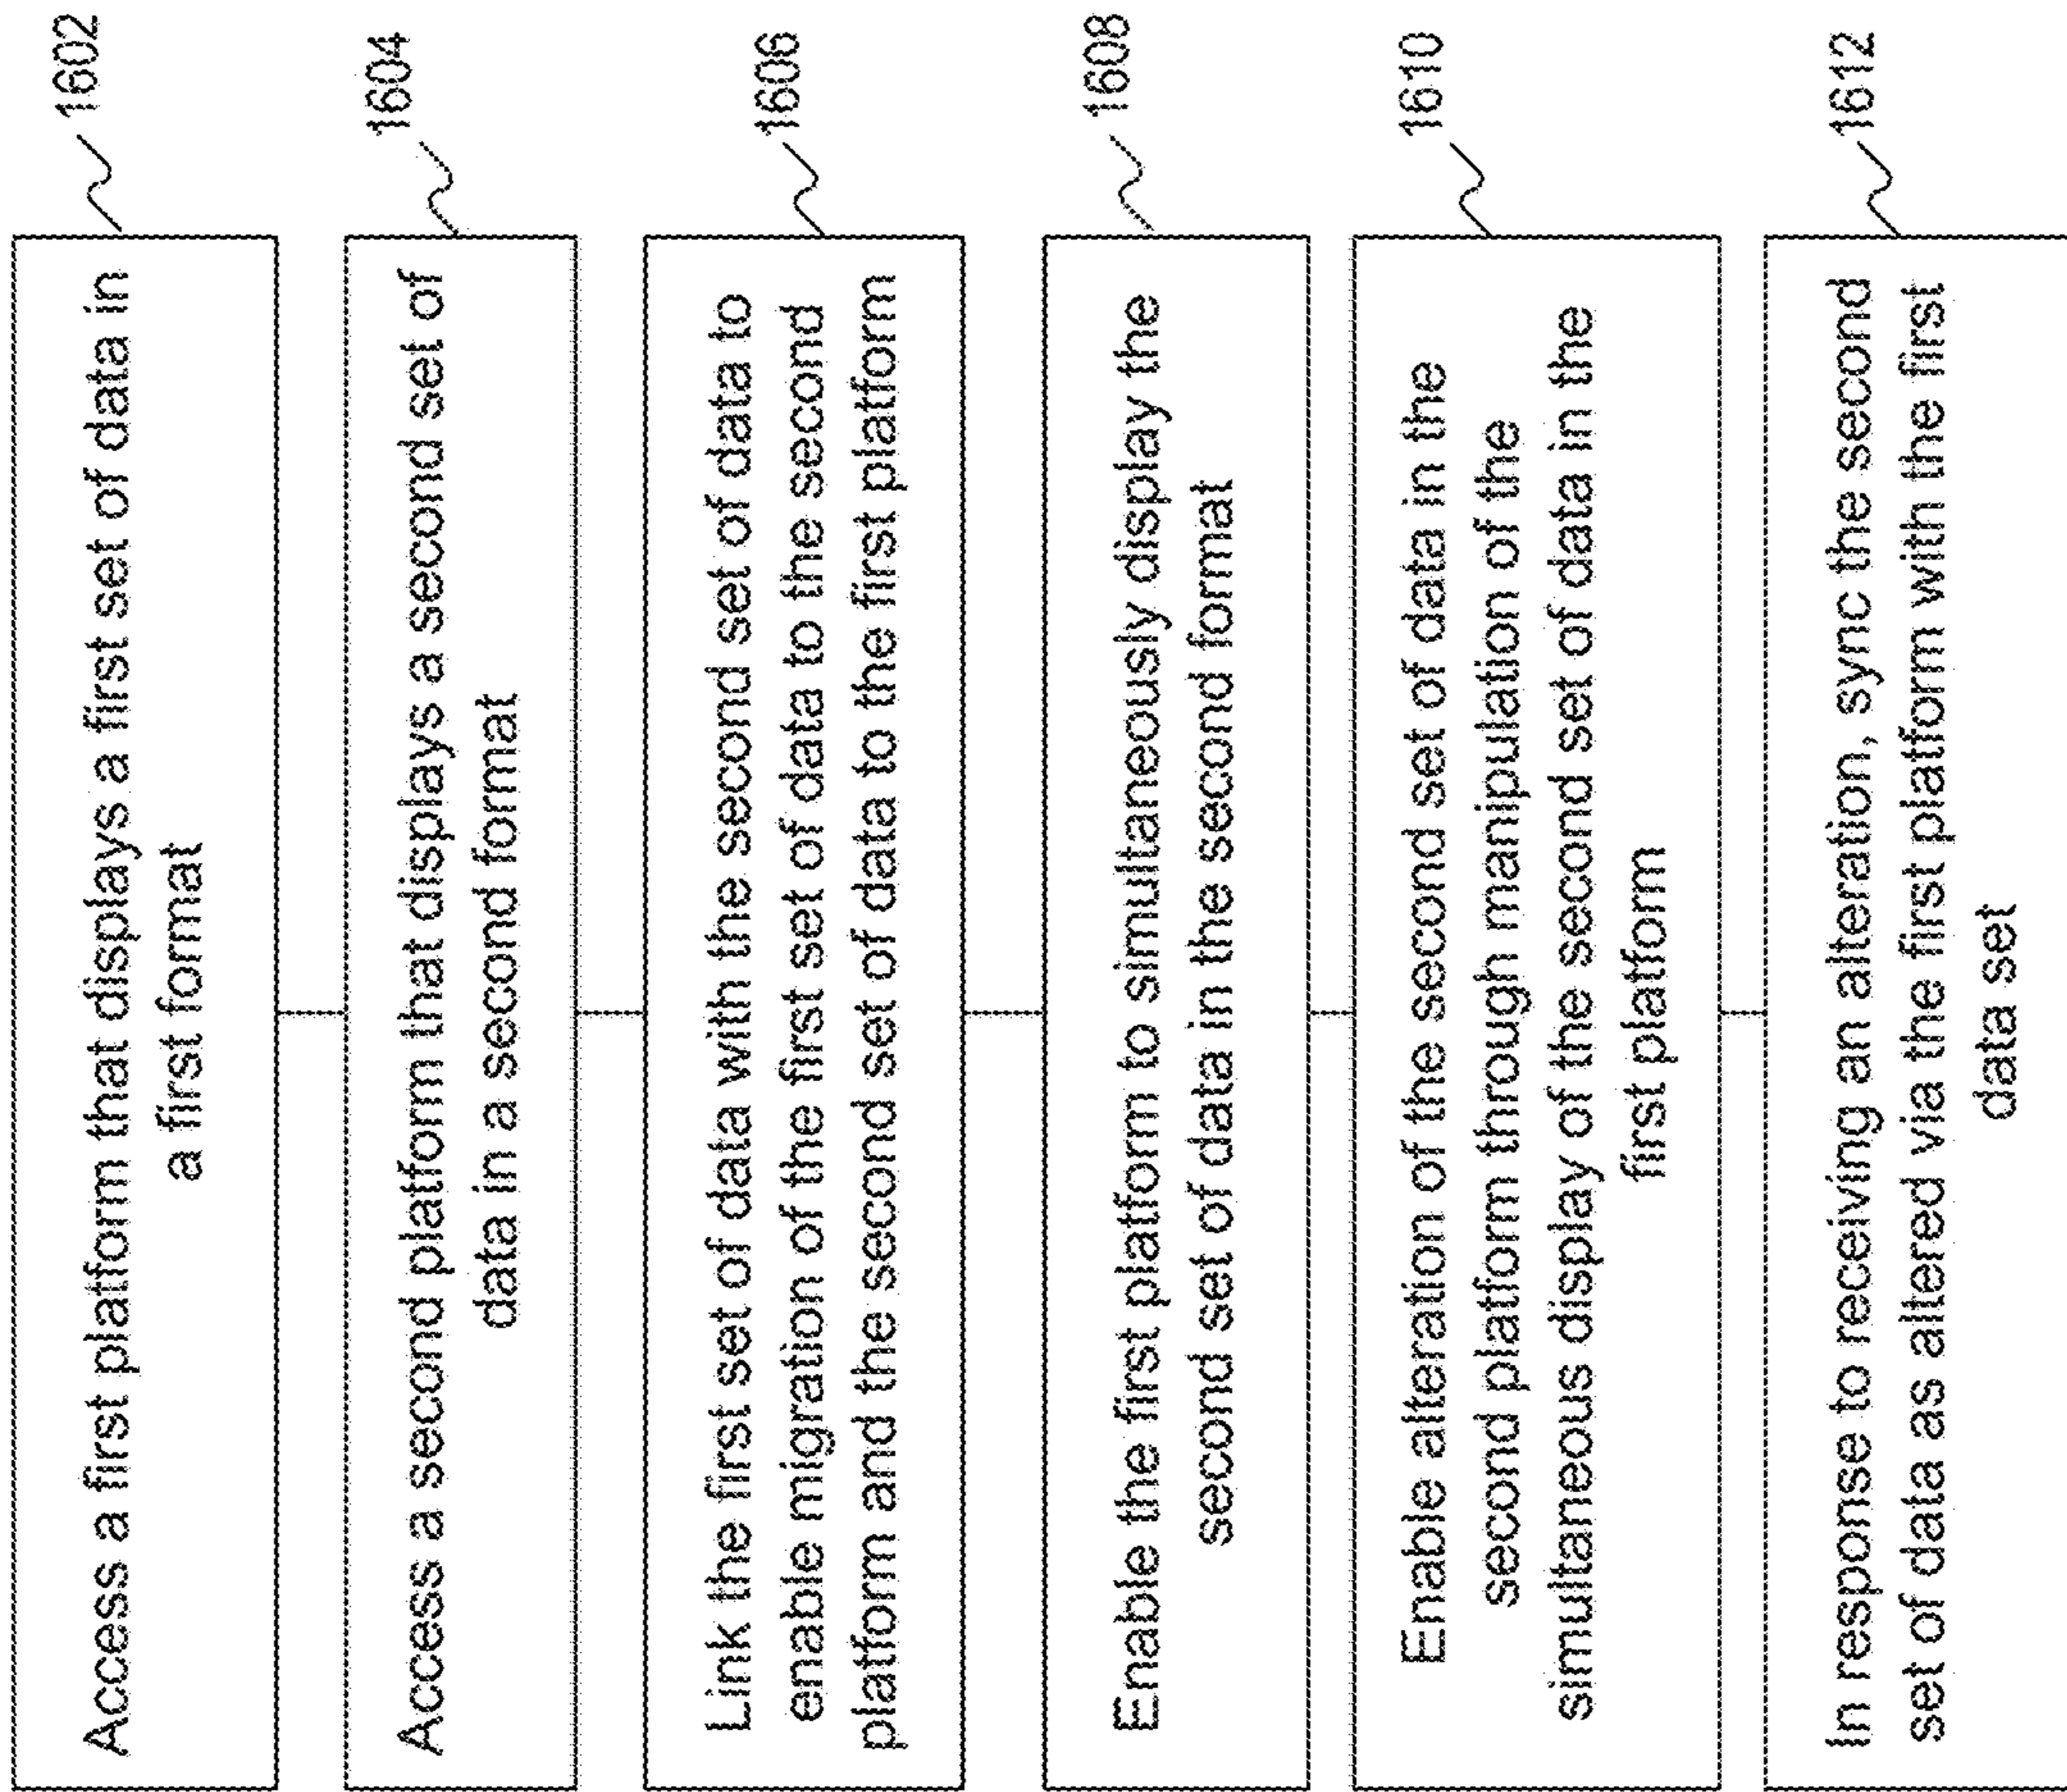 Access a first platform that displays a first set of data in
a first format
1602
Access a second platform that displays a second set of
data in a second format
1604
Link the first set of data with the second set of data to
enable migration of the first set of data to the second
platform and the second set of data to the first platform
1606
Enable the first platform to simultaneously display the
second set of data in the second format
1608
Enable alteration of the second set of data in the
second platform through manipulation of the
simultaneous display of the second set of data in the
first platform
1610
In response to receiving an alteration, sync the second
set of data as altered via the first platform with the first
data set
1612